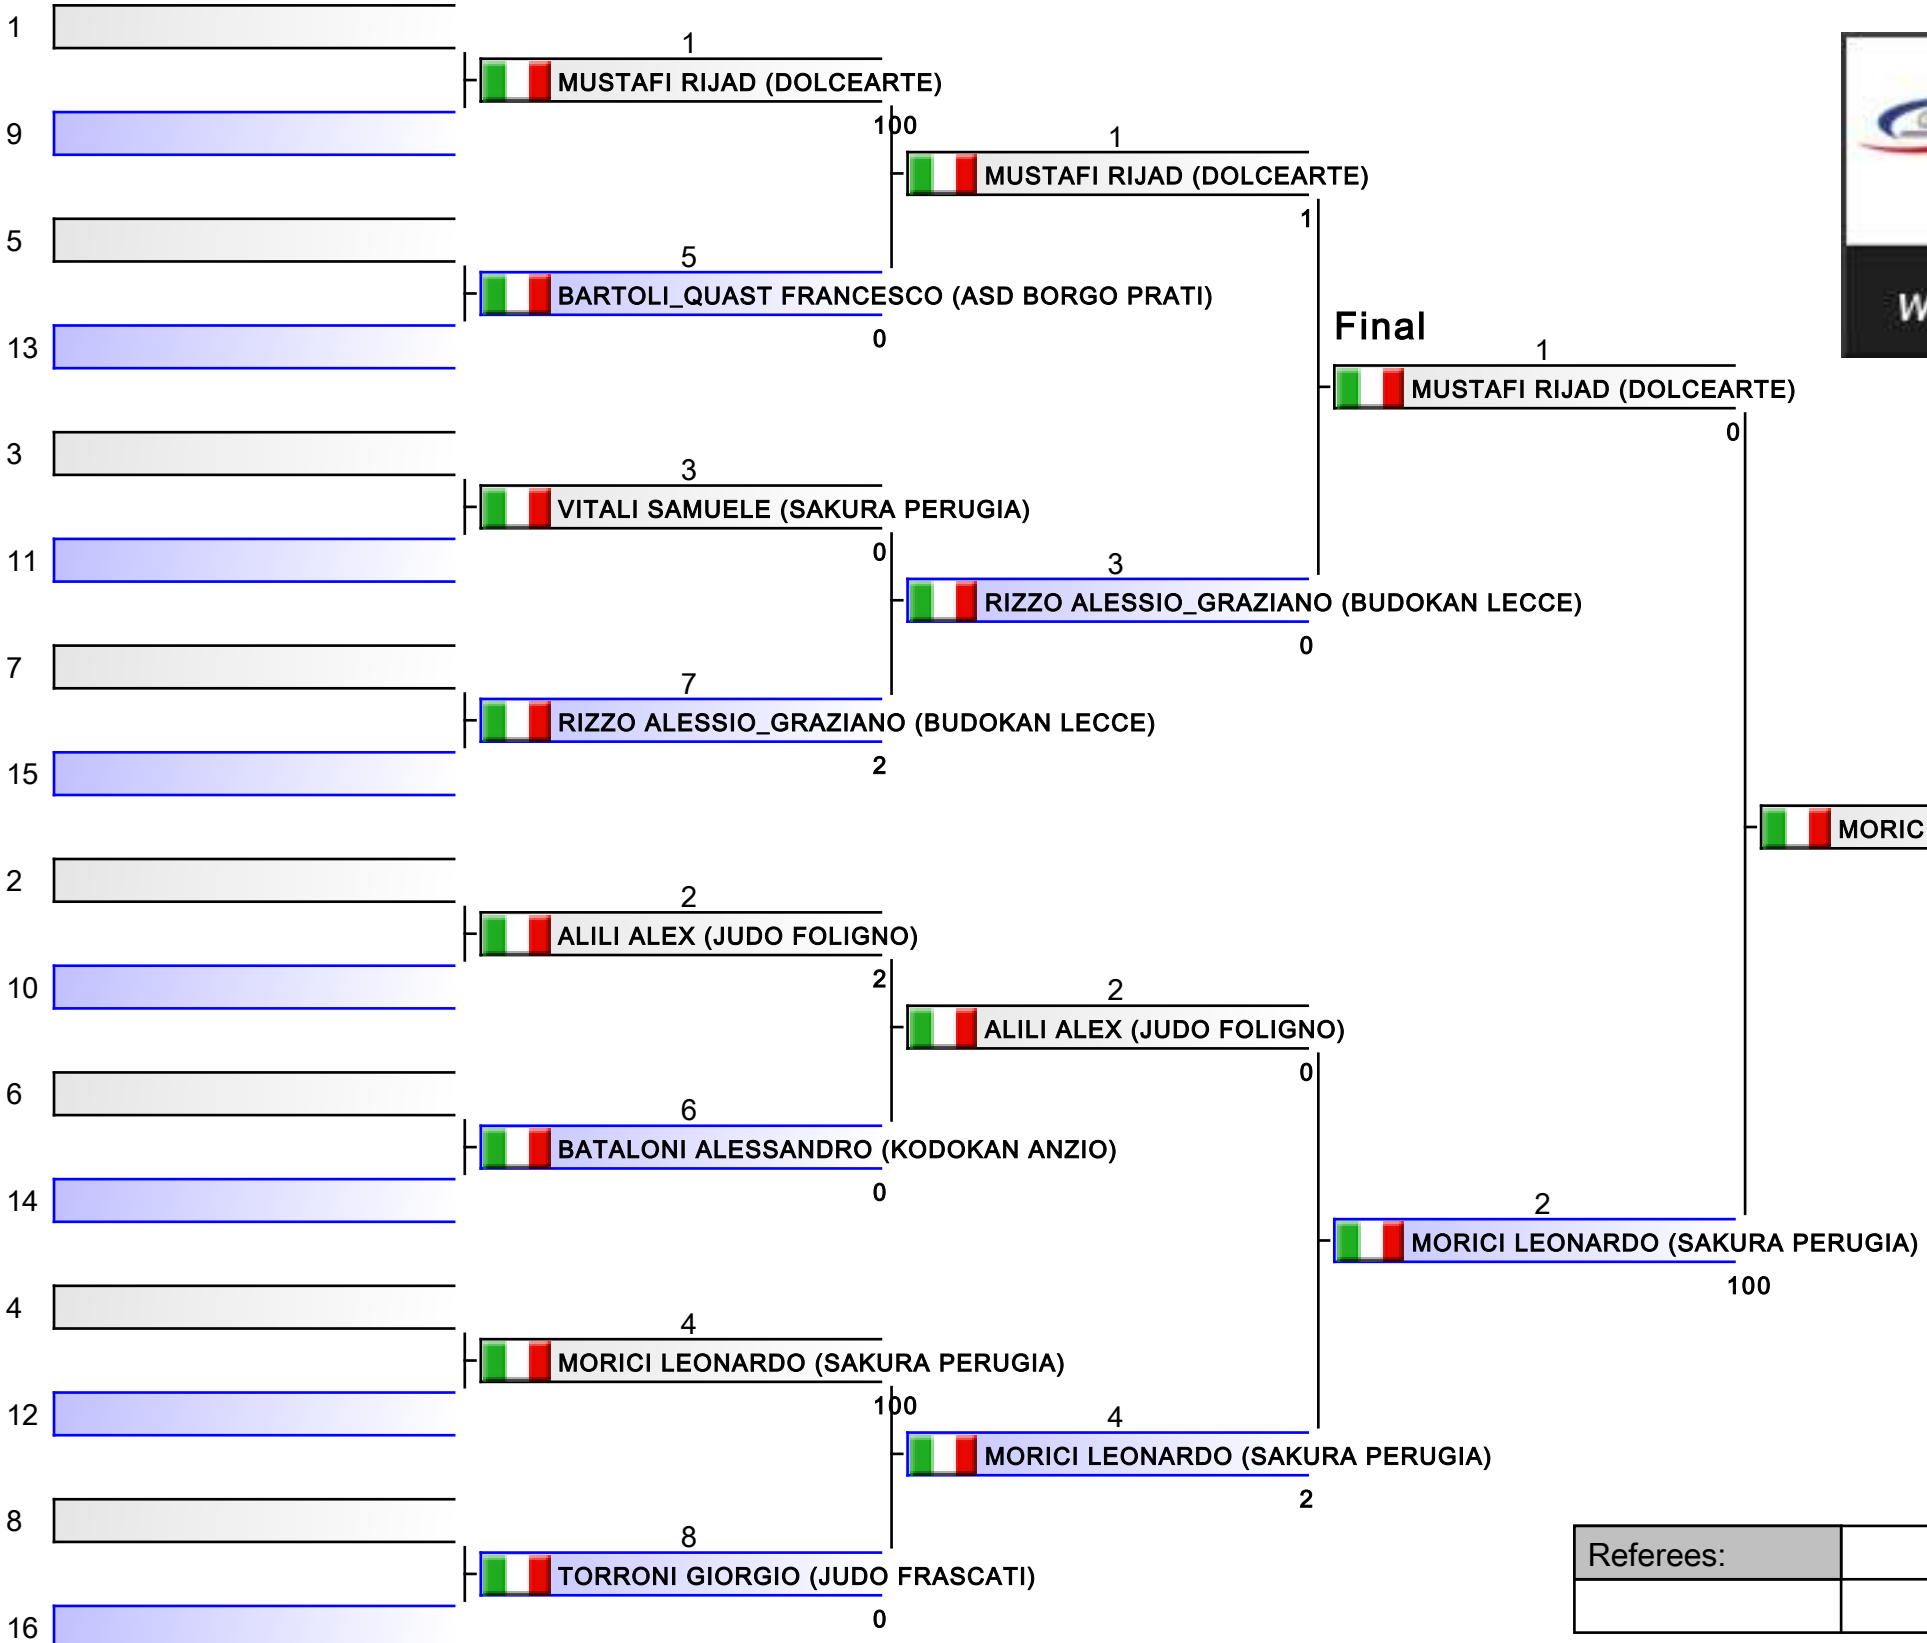 1
9
5
13
3
11
7
15
2
10
6
14
4
12
8
16
1
MUSTAFI RIJAD (DOLCEARTE)
100
5
BARTOLI_QUAST FRANCESCO (ASD BORGO PRATI)
0
3
VITALI SAMUELE (SAKURA PERUGIA)
0
7
RIZZO ALESSIO_GRAZIANO (BUDOKAN LECCE)
2
2
ALILI ALEX (JUDO FOLIGNO)
2
6
BATALONI ALESSANDRO (KODOKAN ANZIO)
0
4
MORICI LEONARDO (SAKURA PERUGIA)
100
8
TORRONI GIORGIO (JUDO FRASCATI)
0
1
MUSTAFI RIJAD (DOLCEARTE)
1
3
RIZZO ALESSIO_GRAZIANO (BUDOKAN LECCE)
0
2
ALILI ALEX (JUDO FOLIGNO)
0
4
MORICI LEONARDO (SAKURA PERUGIA)
2
Final
1
MUSTAFI RIJAD (DOLCEARTE)
0
2
MORICI LEONARDO (SAKURA PERUGIA)
100
MORIC
W
Referees: